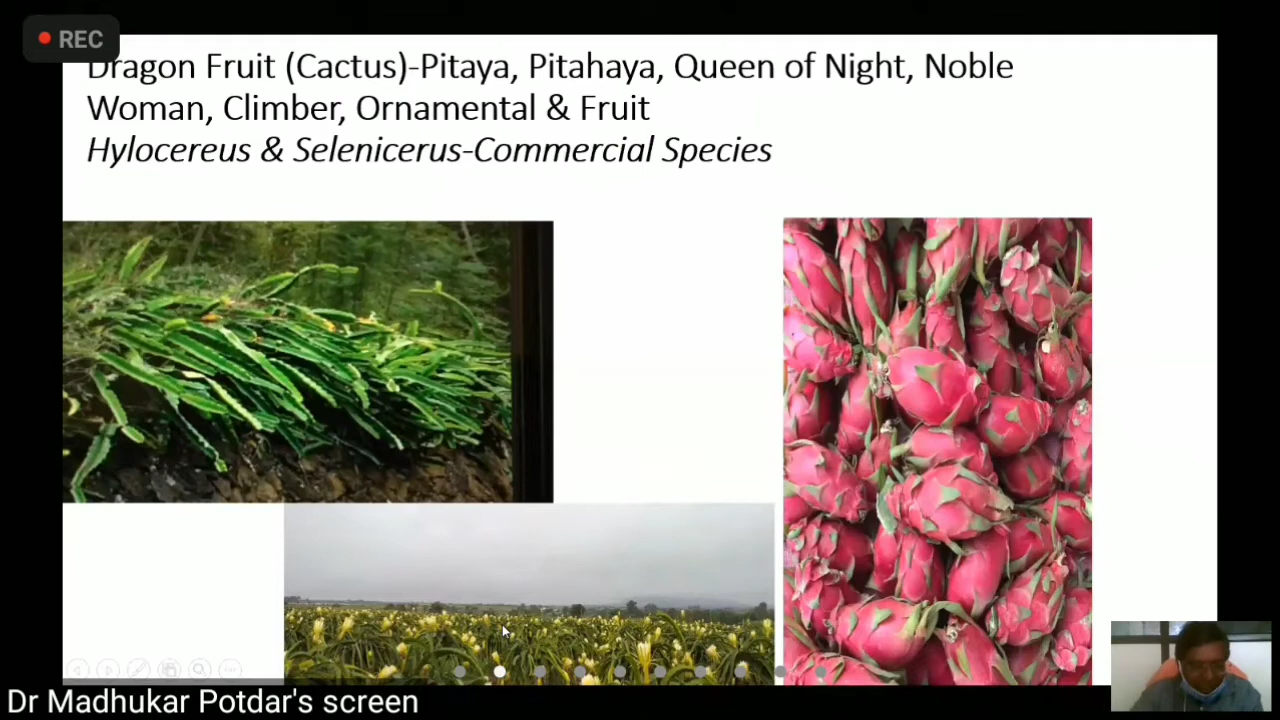 REC
Dragon Fruit (Cactus)-Pitaya, Pitahaya, Queen of Night, Noble
Woman, Climber, Ornamental & Fruit
Hylocereus & Selenicerus-Commercial Species
Dr Madhukar Potdar's screen